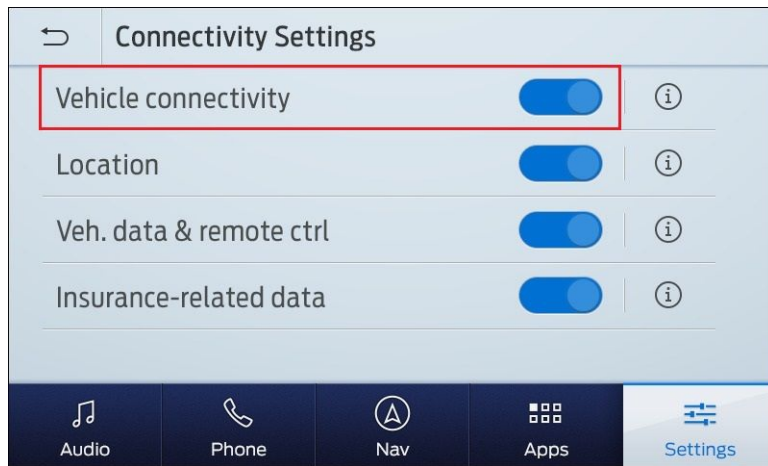 Connectivity Settings
Vehicle connectivity
Location
Veh. data & remote ctrl
Insurance-related data
Audio Phone Nav Apps Settings